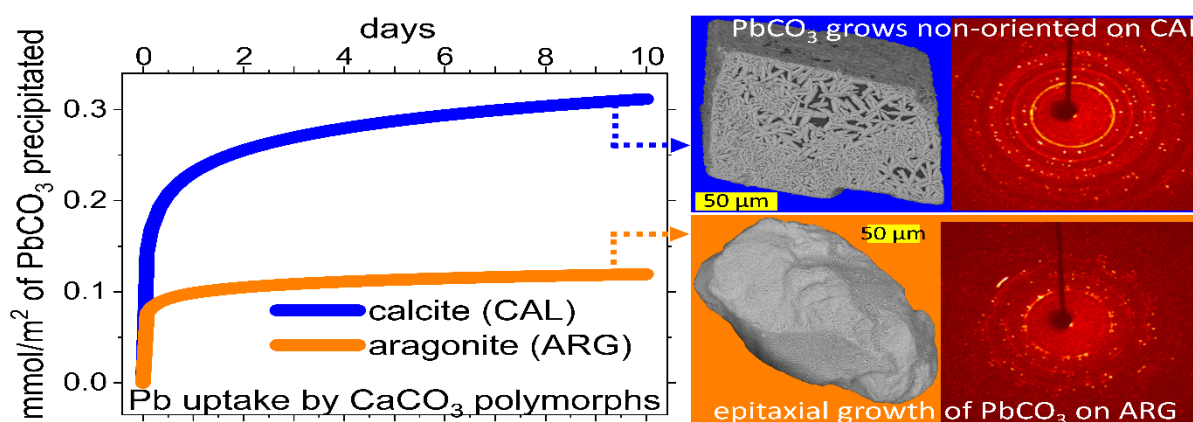 days
0 2 4 6 8 10
mmol/m² of PbCO₃ precipitated
0.3
0.2
0.1
0.0
calcite (CAL)
aragonite (ARG)
Pb uptake by CaCO₃ polymorphs
PbCO₃ grows non-oriented on CAL
50 µm
50 µm
epitaxial growth of PbCO₃ on ARG